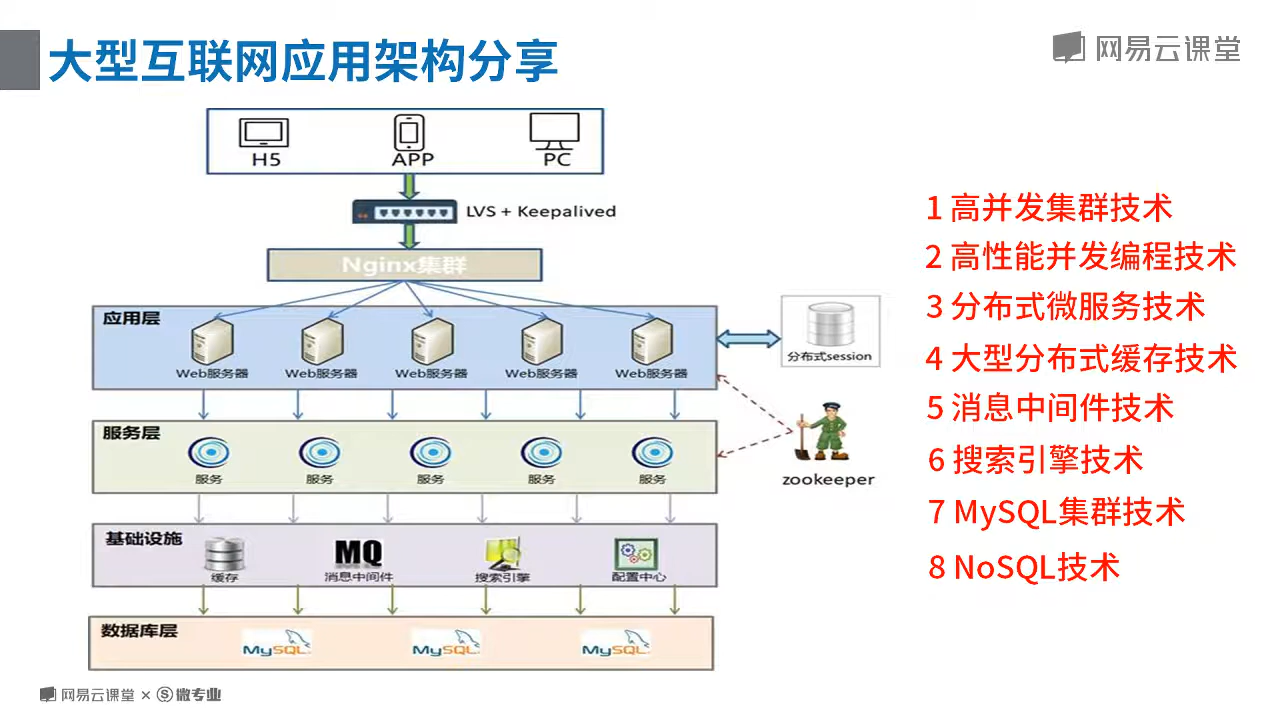 大型互联网应用架构分享
网易云课堂
H5 APP PC
LVS + Keepalived
Nginx集群
应用层
Web服务器 Web服务器 Web服务器 Web服务器 Web服务器
分布式session
服务层
服务 服务 服务 服务 服务
zookeeper
基础设施
MQ
缓存 消息中间件 搜索引擎 配置中心
数据库层
MySQL MySQL MySQL
1 高并发集群技术
2 高性能并发编程技术
3 分布式微服务技术
4 大型分布式缓存技术
5 消息中间件技术
6 搜索引擎技术
7 MySQL集群技术
8 NoSQL技术
网易云课堂 × S 微专业